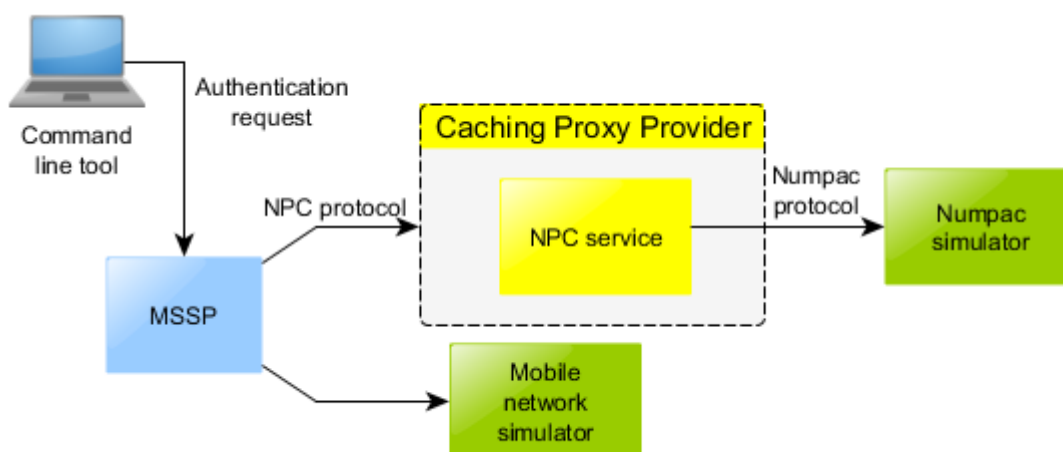 Authentication
request
Command
line tool
Caching Proxy Provider
NPC protocol
NPC service
Numpac
protocol
Numpac
simulator
MSSP
Mobile
network
simulator